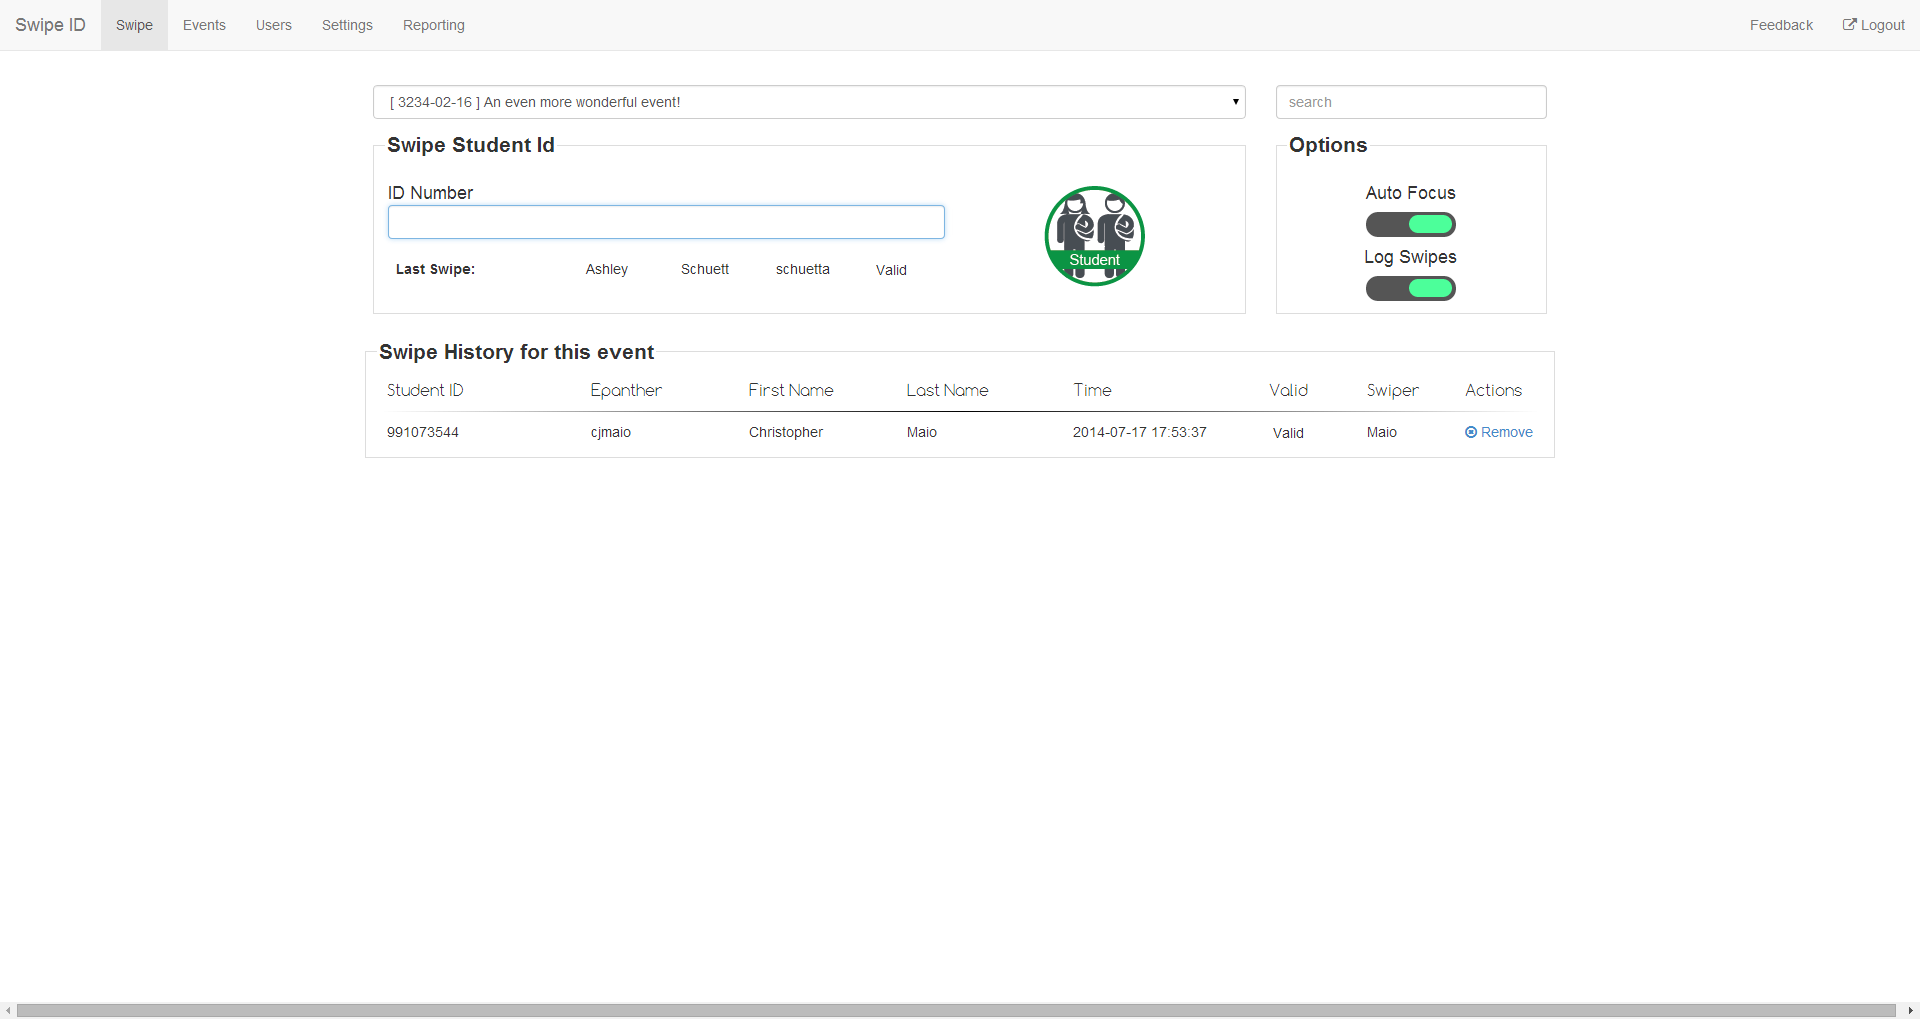 Swipe ID Swipe Events Users Settings Reporting Feedback Logout
[ 3234-02-16 ] An even more wonderful event! search
Swipe Student Id
ID Number
Last Swipe: Ashley Schuett schuetta Valid
Student
Options
Auto Focus
Log Swipes
Swipe History for this event
Student ID Epanther First Name Last Name Time Valid Swiper Actions
991073544 cjmaio Christopher Maio 2014-07-17 17:53:37 Valid Maio Remove